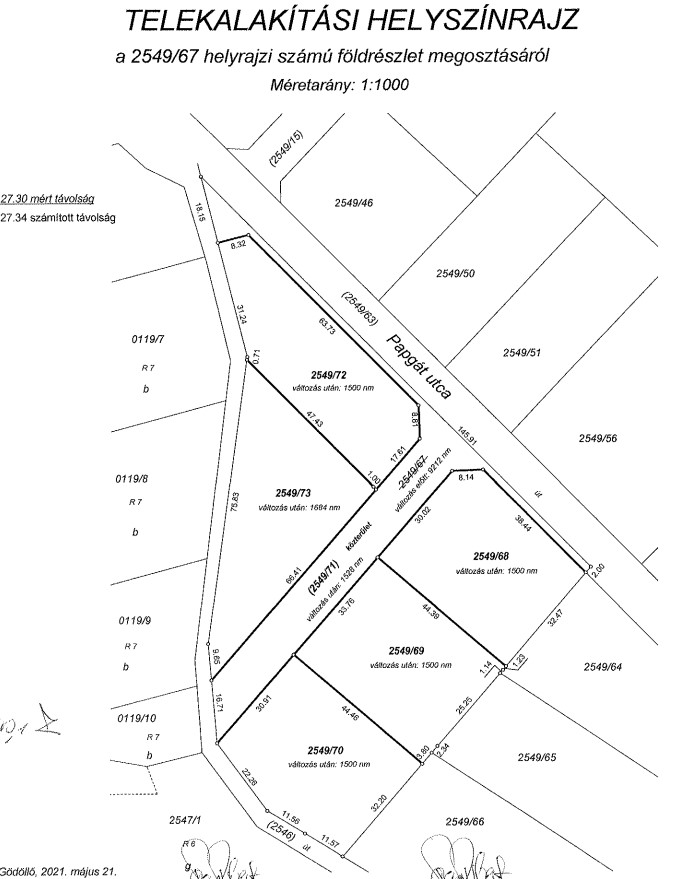 TELEKALAKÍTÁSI HELYSZÍNRAJZ
a 2549/67 helyrajzi számú földrészlet megosztásáról
Méretarány: 1:1000
(2549/15)
27.30 mért távolság
27.34 számított távolság
18.15
2549/46
8.32
2549/50
31.24
(2549/63)
63.73
Papgát utca
0119/7
R 7
b
0.71
2549/72
változás után: 1500 nm
2549/51
47.43
8.81
145.91
2549/56
17.61
2549/67
változás előtt: 9212 nm
1.00
0119/8
R 7
b
75.83
2549/73
változás után: 1684 nm
8.14
út
30.02
38.44
közterület
(2549/71)
változás után: 1528 nm
66.41
2549/68
változás után: 1500 nm
2.00
33.76
44.39
32.47
0119/9
R 7
b
9.65
2549/69
változás után: 1500 nm
1.14
1.23
2549/64
16.71
30.91
44.46
25.25
0119/10
R 7
b
2549/70
változás után: 1500 nm
3.80
2.34
2549/65
22.28
32.20
11.56
11.57
2547/1
(2546)
út
2549/66
R 6
g
Gödöllő, 2021. május 21.